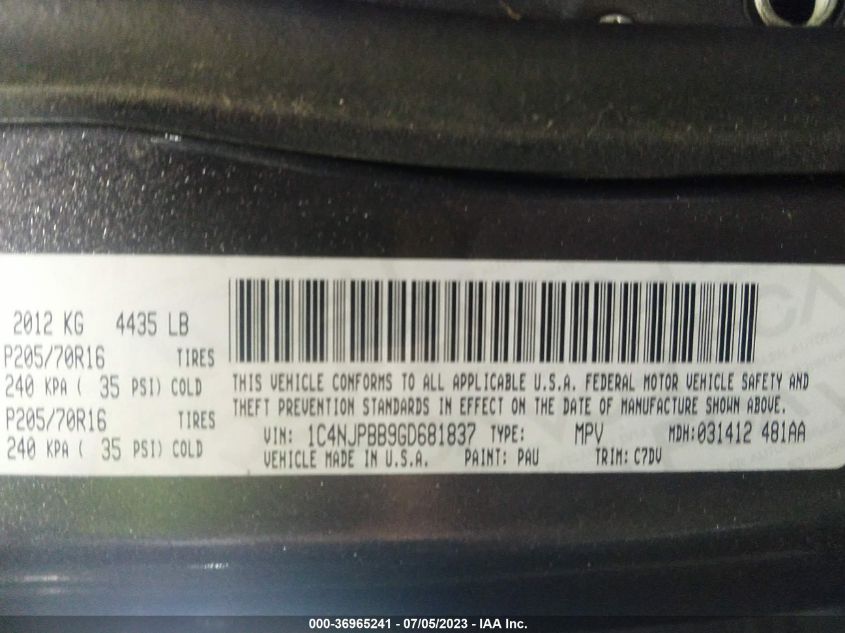 2012 KG 4435 LB
P205/70R16 TIRES
240 KPA ( 35 PSI) COLD
P205/70R16 TIRES
240 KPA ( 35 PSI) COLD
THIS VEHICLE CONFORMS TO ALL APPLICABLE U.S.A. FEDERAL MOTOR VEHICLE SAFETY AND
THEFT PREVENTION STANDARDS IN EFFECT ON THE DATE OF MANUFACTURE SHOWN ABOVE.
VIN: 1C4NJPBB9GD681837 TYPE: MPV MDH:031412 481AA
VEHICLE MADE IN U.S.A. PAINT: PAU TRIM: C7DV
000-36965241 - 07/05/2023 - IAA Inc.